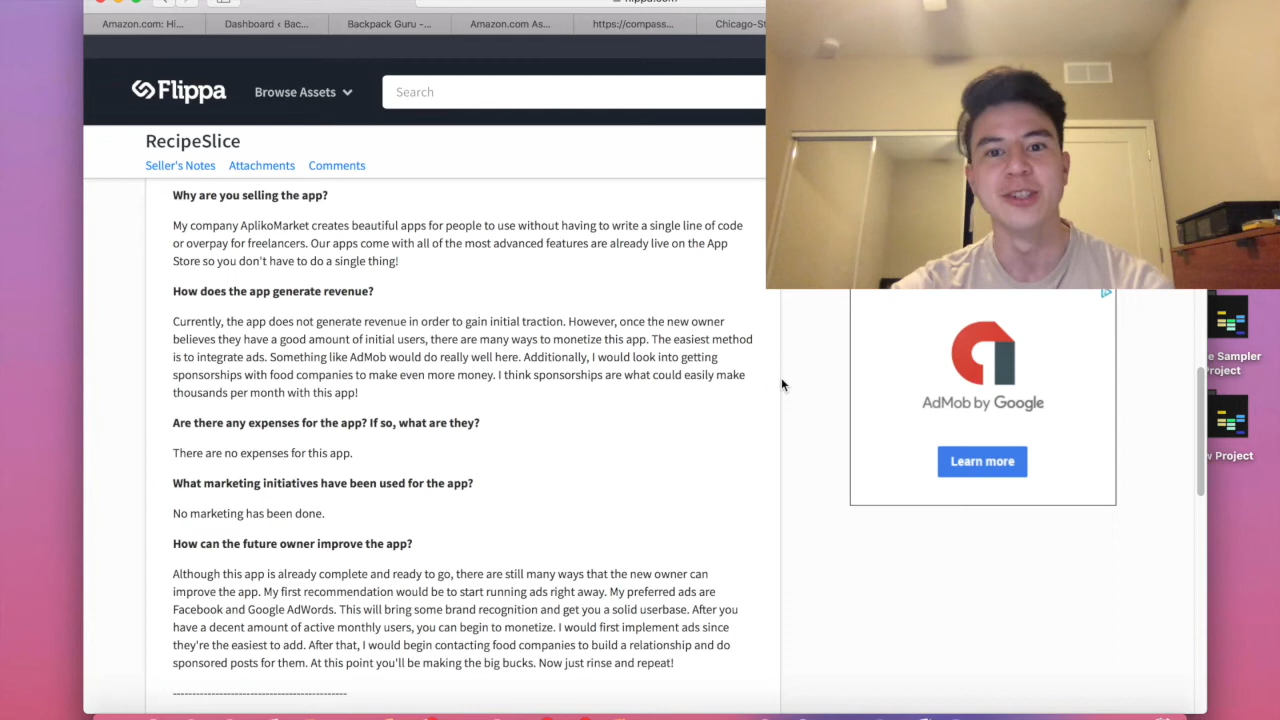 flippa.com
Amazon.com: Hi...
Dashboard ‹ Bac...
Backpack Guru –...
Amazon.com As...
https://compass...
Chicago-St
Flippa
Browse Assets
Search
RecipeSlice
Seller's Notes
Attachments
Comments
Why are you selling the app?
My company AplikoMarket creates beautiful apps for people to use without having to write a single line of code
or overpay for freelancers. Our apps come with all of the most advanced features are already live on the App
Store so you don't have to do a single thing!
How does the app generate revenue?
Currently, the app does not generate revenue in order to gain initial traction. However, once the new owner
believes they have a good amount of initial users, there are many ways to monetize this app. The easiest method
is to integrate ads. Something like AdMob would do really well here. Additionally, I would look into getting
sponsorships with food companies to make even more money. I think sponsorships are what could easily make
thousands per month with this app!
Are there any expenses for the app? If so, what are they?
There are no expenses for this app.
What marketing initiatives have been used for the app?
No marketing has been done.
How can the future owner improve the app?
Although this app is already complete and ready to go, there are still many ways that the new owner can
improve the app. My first recommendation would be to start running ads right away. My preferred ads are
Facebook and Google AdWords. This will bring some brand recognition and get you a solid userbase. After you
have a decent amount of active monthly users, you can begin to monetize. I would first implement ads since
they're the easiest to add. After that, I would begin contacting food companies to build a relationship and do
sponsored posts for them. At this point you'll be making the big bucks. Now just rinse and repeat!
---------------------------------------------
AdMob by Google
Learn more
e Sampler
Project
w Project